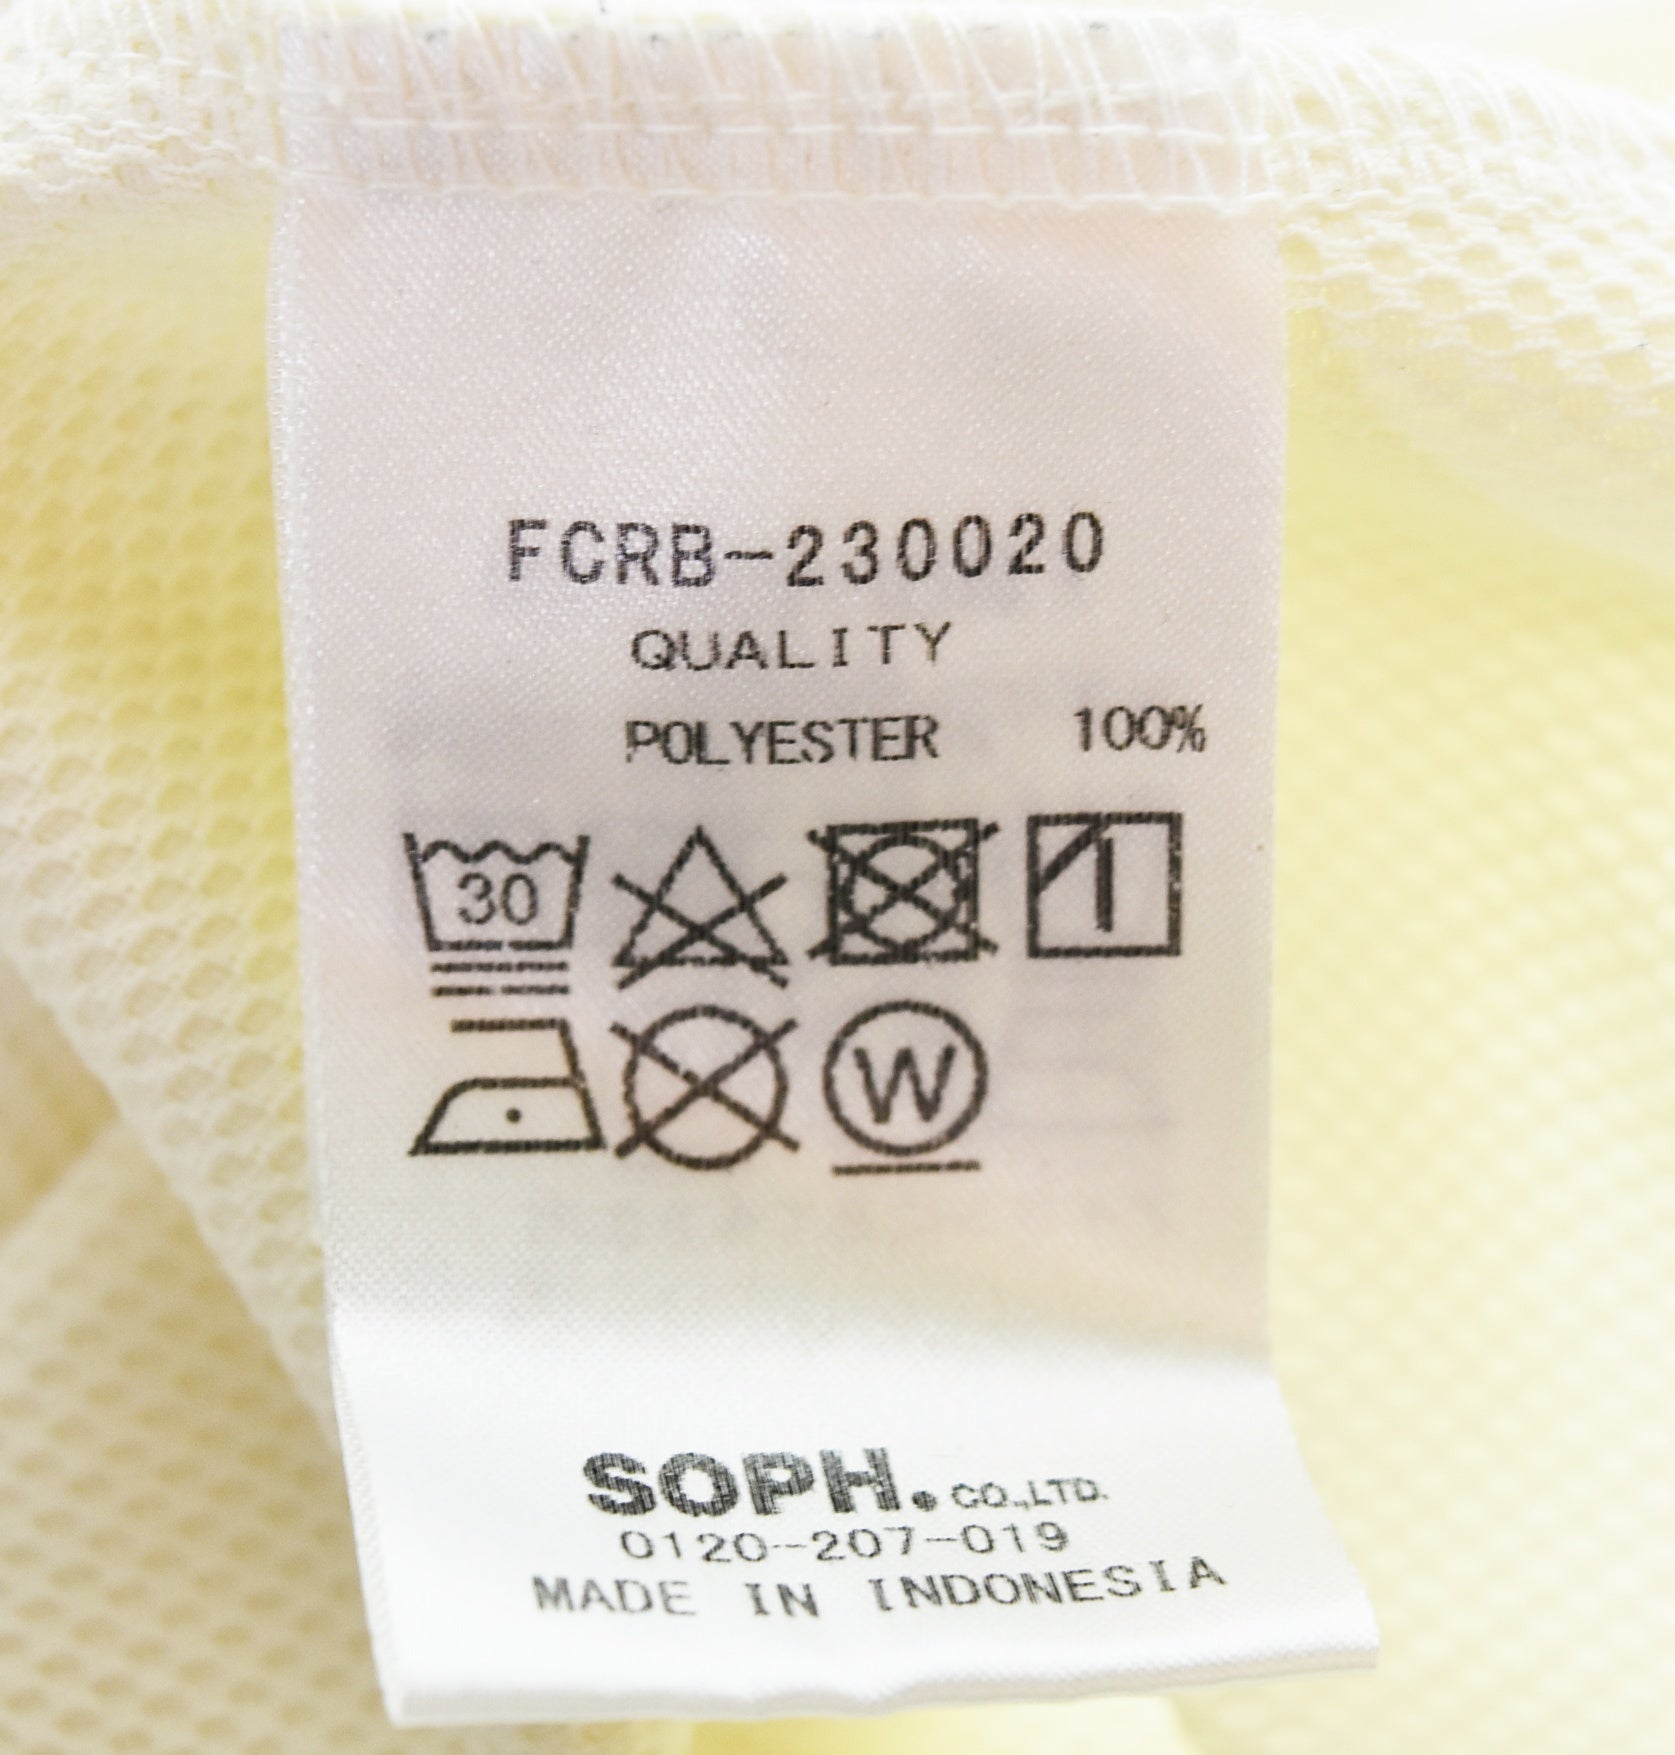 FCRB-230020
QUALITY
POLYESTER 100%
30
W
SOPH. CO.,LTD.
0120-207-019
MADE IN INDONESIA